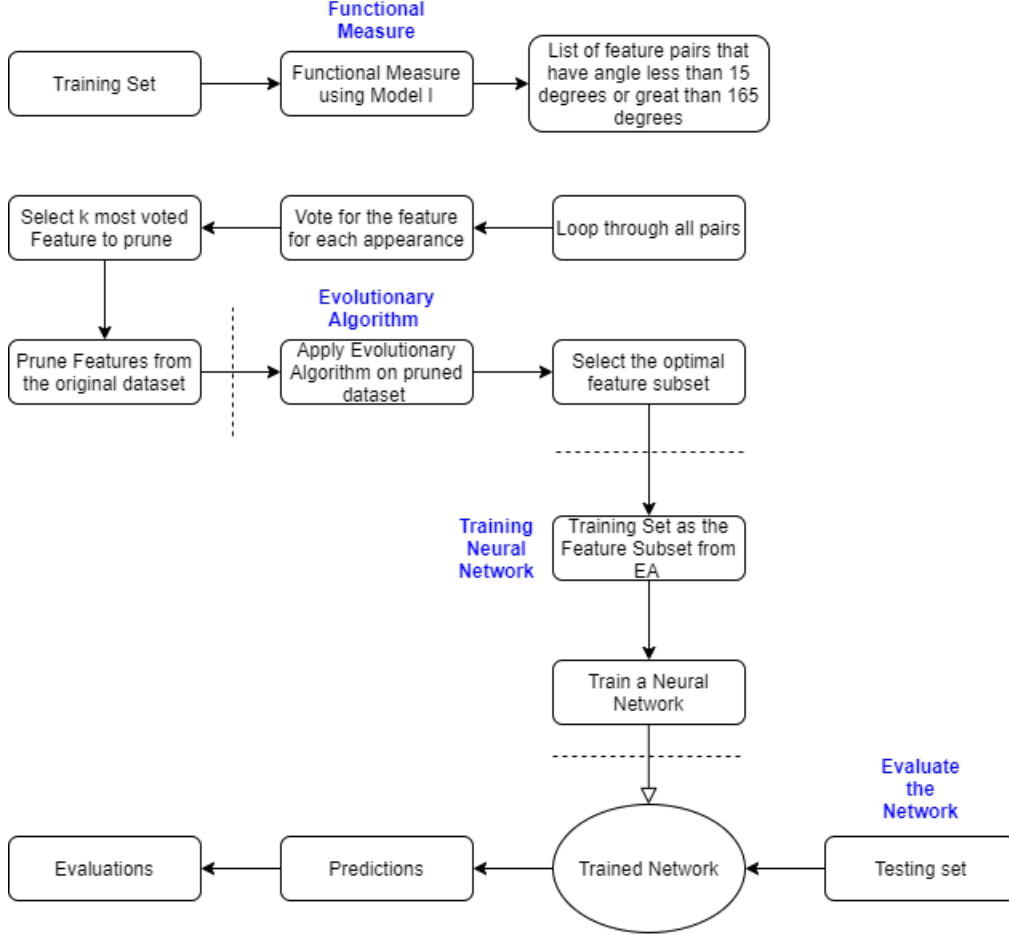 Functional
Measure
Training Set
Functional Measure
using Model I
List of feature pairs that
have angle less than 15
degrees or great than 165
degrees
Select k most voted
Feature to prune
Vote for the feature
for each appearance
Loop through all pairs
Evolutionary
Algorithm
Prune Features from
the original dataset
Apply Evolutionary
Algorithm on pruned
dataset
Select the optimal
feature subset
Training
Neural
Network
Training Set as the
Feature Subset from
EA
Train a Neural
Network
Evaluate
the
Network
Evaluations
Predictions
Trained Network
Testing set